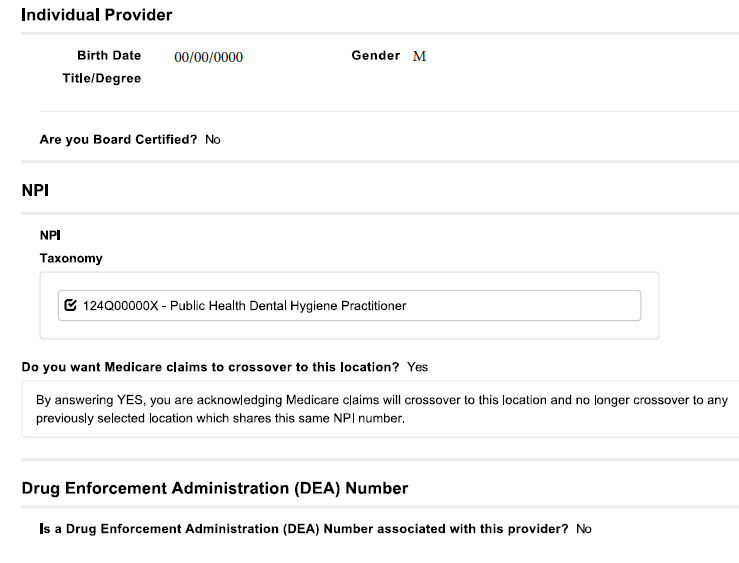 Individual Provider
Birth Date 00/00/0000 Gender M
Title/Degree
Are you Board Certified? No
NPI
NPI
Taxonomy
124Q00000X - Public Health Dental Hygiene Practitioner
Do you want Medicare claims to crossover to this location? Yes
By answering YES, you are acknowledging Medicare claims will crossover to this location and no longer crossover to any
previously selected location which shares this same NPI number.
Drug Enforcement Administration (DEA) Number
Is a Drug Enforcement Administration (DEA) Number associated with this provider? No